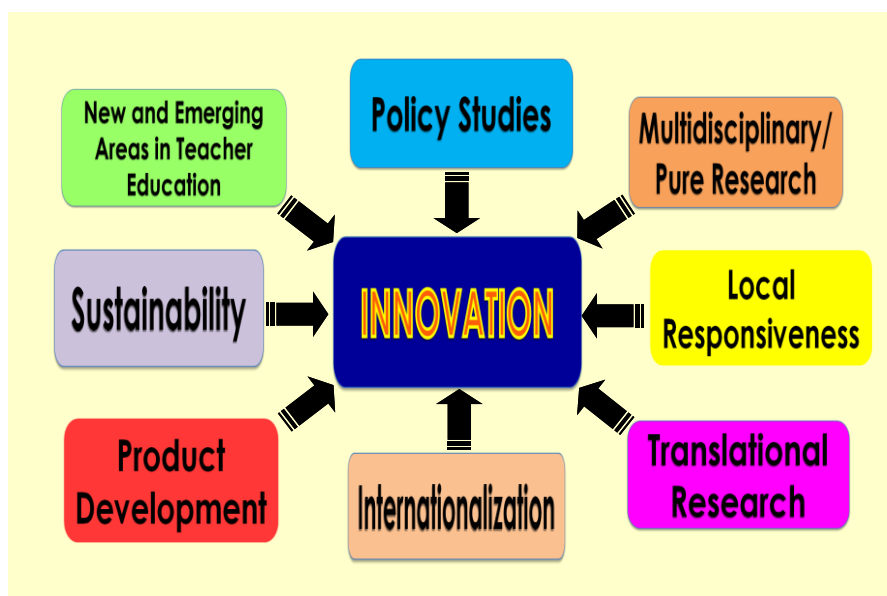 New and Emerging
Areas in Teacher
Education
Policy Studies
Multidisciplinary/
Pure Research
Sustainability
INNOVATION
Local
Responsiveness
Product
Development
Internationalization
Translational
Research